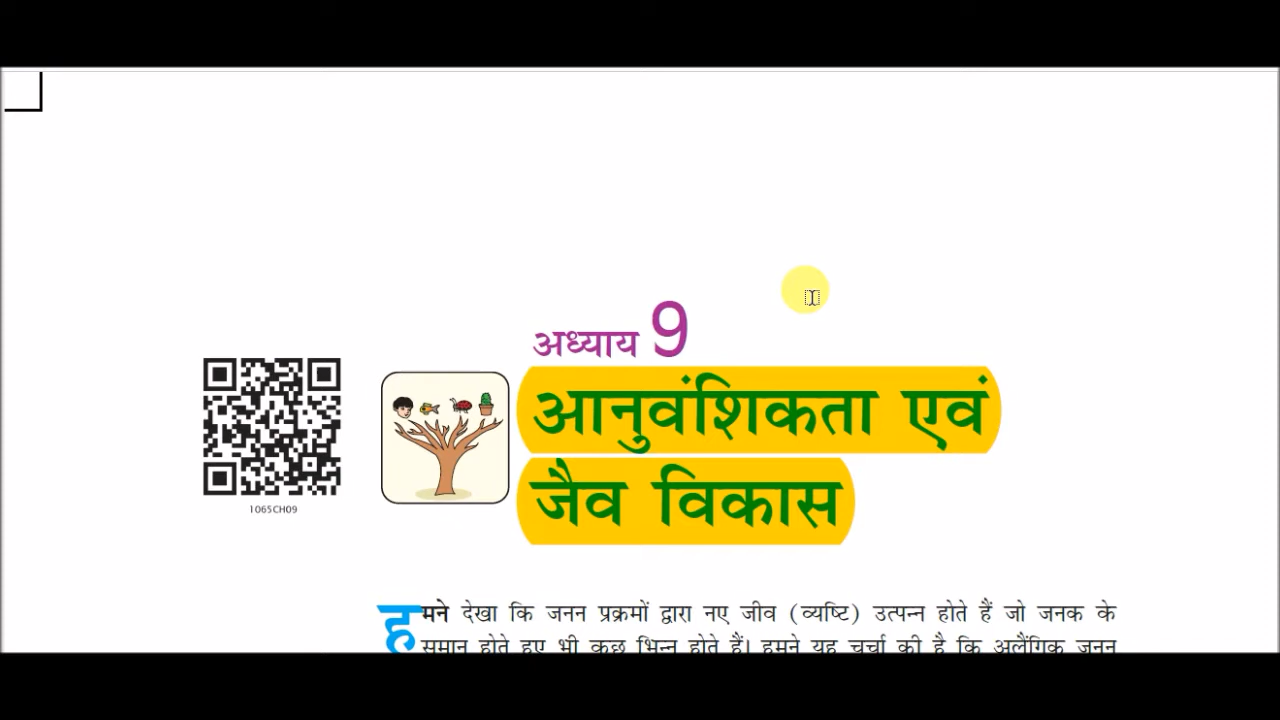 अध्याय 9
आनुवंशिकता एवं
जैव विकास
1065CH09
हमने देखा कि जनन प्रक्रमों द्वारा नए जीव (व्यष्टि) उत्पन्न होते हैं जो जनक के
समान होते हुए भी कुछ भिन्न होते हैं। हमने यह चर्चा की है कि अलैंगिक जनन